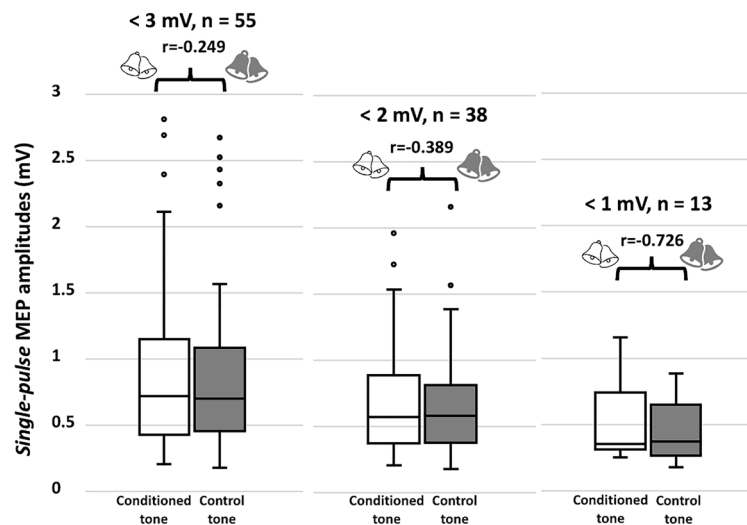 < 3 mV, n = 55
r=-0.249
< 2 mV, n = 38
r=-0.389
< 1 mV, n = 13
r=-0.726
Single-pulse MEP amplitudes (mV)
3
2.5
2
1.5
1
0.5
0
Conditioned
tone
Control
tone
Conditioned
tone
Control
tone
Conditioned
tone
Control
tone